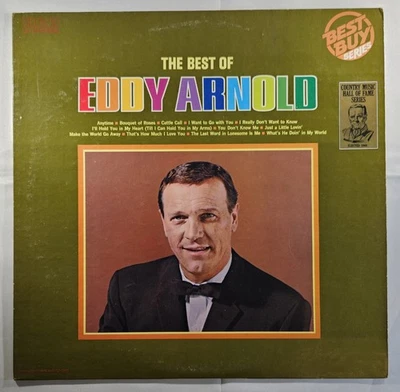 BEST
BUY
SERIES
THE BEST OF
EDDY ARNOLD
COUNTRY MUSIC
HALL OF FAME
SERIES
Anytime ★ Bouquet of Roses ★ Cattle Call ★ I Want to Go with You ★ I Really Don't Want to Know
I'll Hold You in My Heart (Till I Can Hold You in My Arms) ★ You Don't Know Me ★ Just a Little Lovin'
Make the World Go Away ★ That's How Much I Love You ★ The Last Word in Lonesome Is Me ★ What's He Doin' in My World